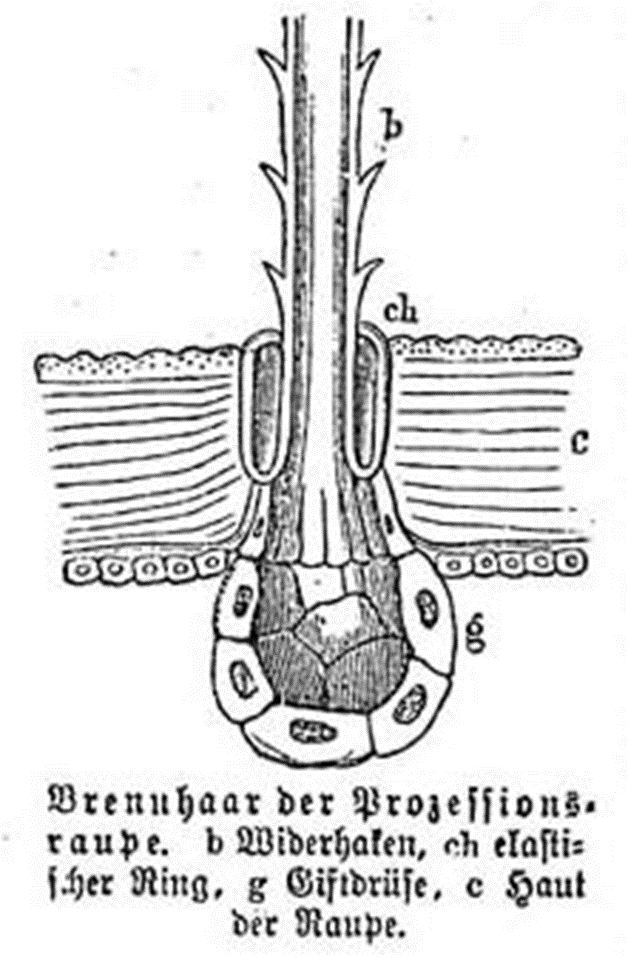 b
ch
c
g
Brennhaar der Prozessions-
raupe. b Widerhaken, ch elasti-
scher Ring, g Giftdrüse, c Haut
der Raupe.